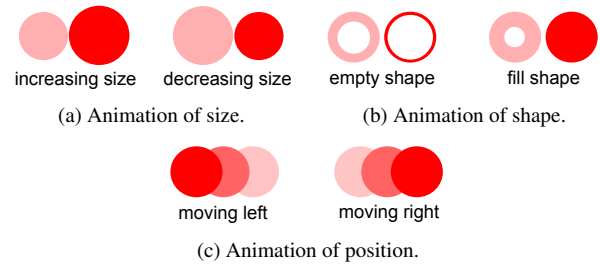 increasing size decreasing size empty shape fill shape
(a) Animation of size. (b) Animation of shape.
moving left moving right
(c) Animation of position.